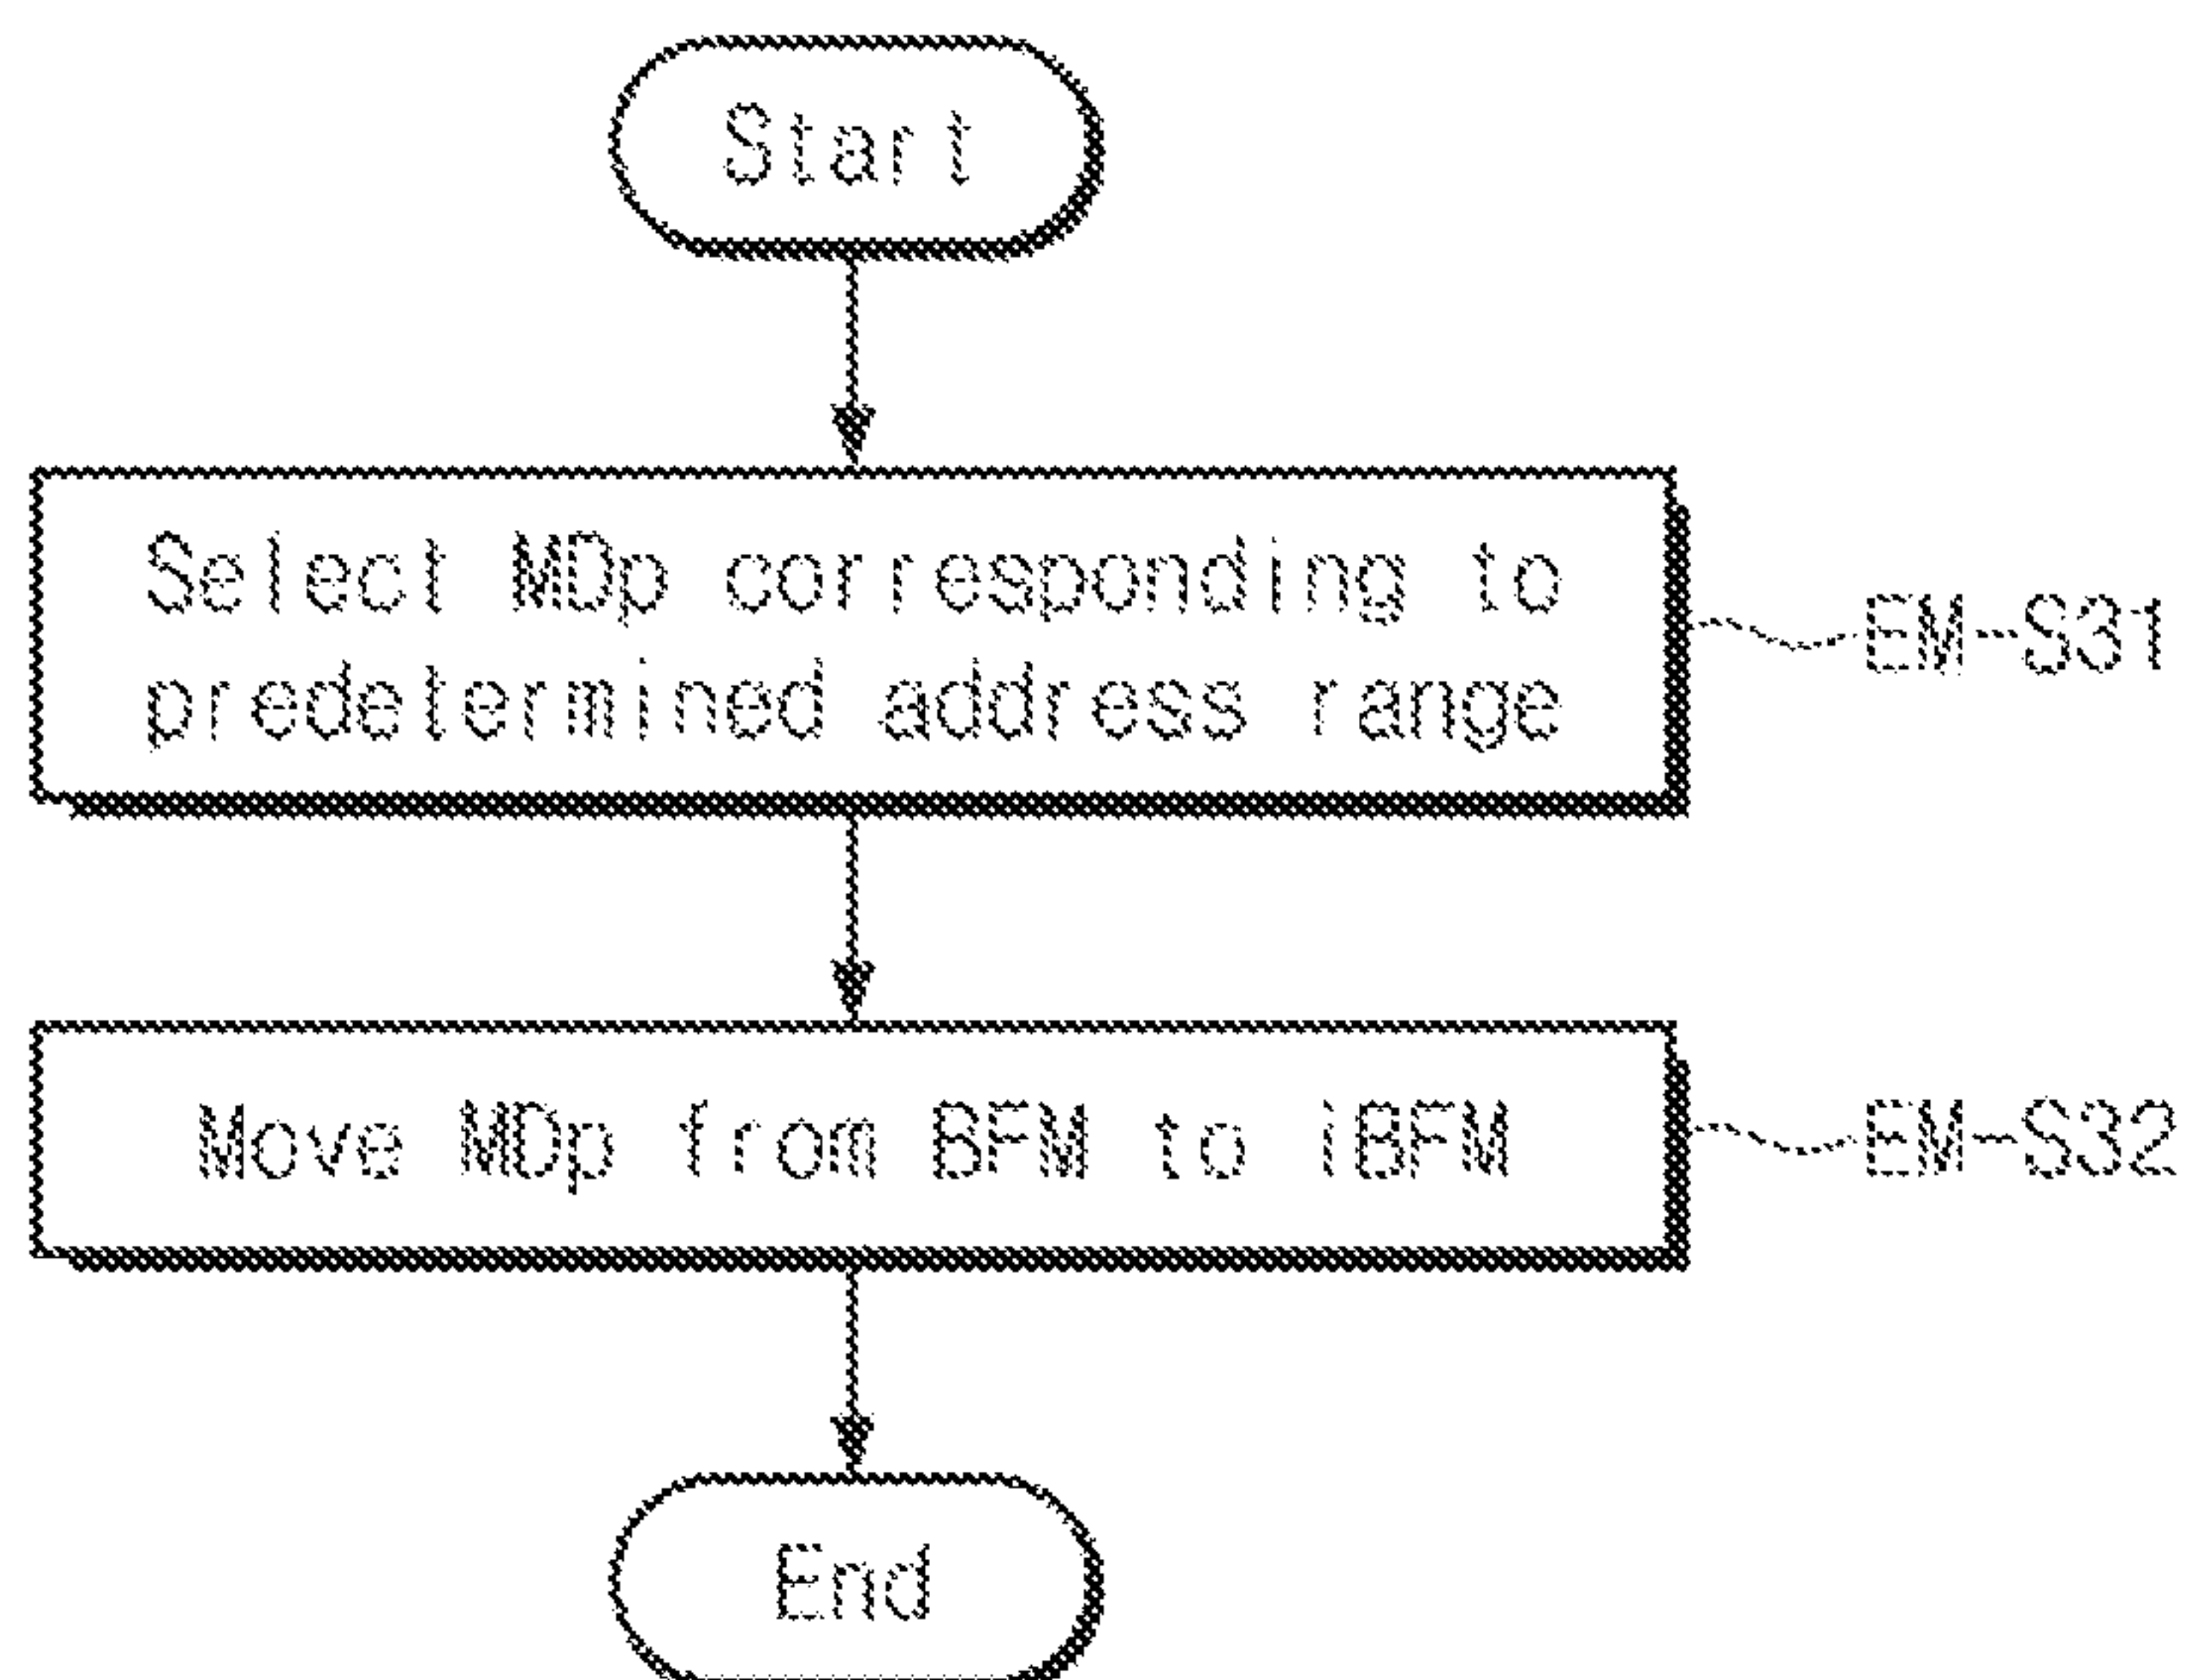 Start
Select MDp corresponding to
predetermined address range
EM-S31
Move MDp from BFM to iBFM
EM-S32
End